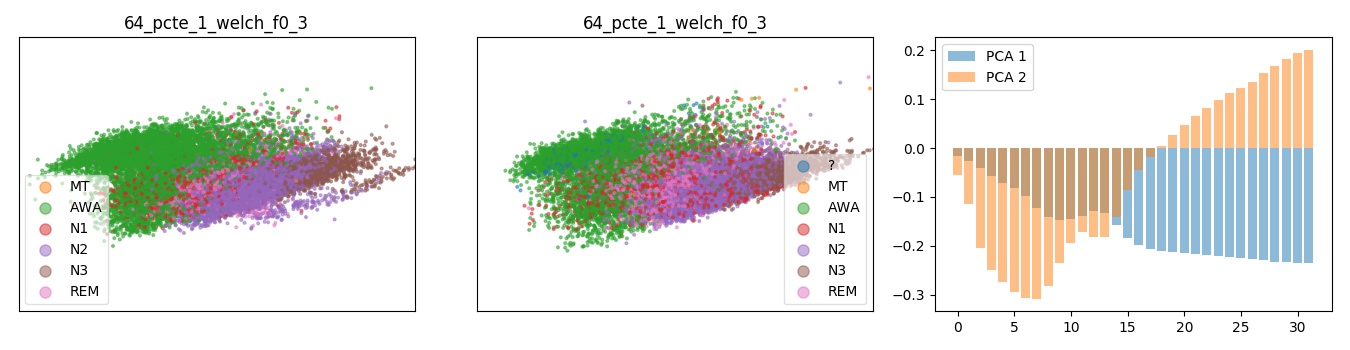 64_pcte_1_welch_f0_3
MT
AWA
N1
N2
N3
REM
64_pcte_1_welch_f0_3
?
MT
AWA
N1
N2
N3
REM
PCA 1
PCA 2
0.2
0.1
0.0
−0.1
−0.2
−0.3
0 5 10 15 20 25 30